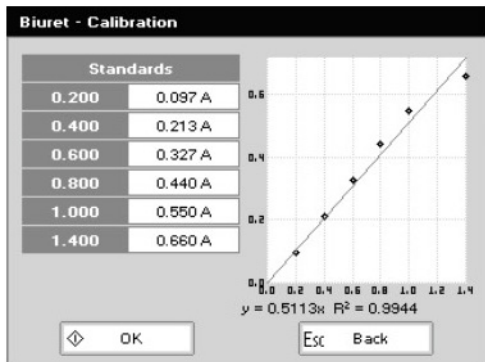 Biuret - Calibration
Standards
0.200 0.097 A
0.400 0.213 A
0.600 0.327 A
0.800 0.440 A
1.000 0.550 A
1.400 0.660 A
0.6
0.4
0.2
0.0
0.0 0.2 0.4 0.6 0.8 1.0 1.2 1.4
y = 0.5113x R² = 0.9944
OK
Esc Back